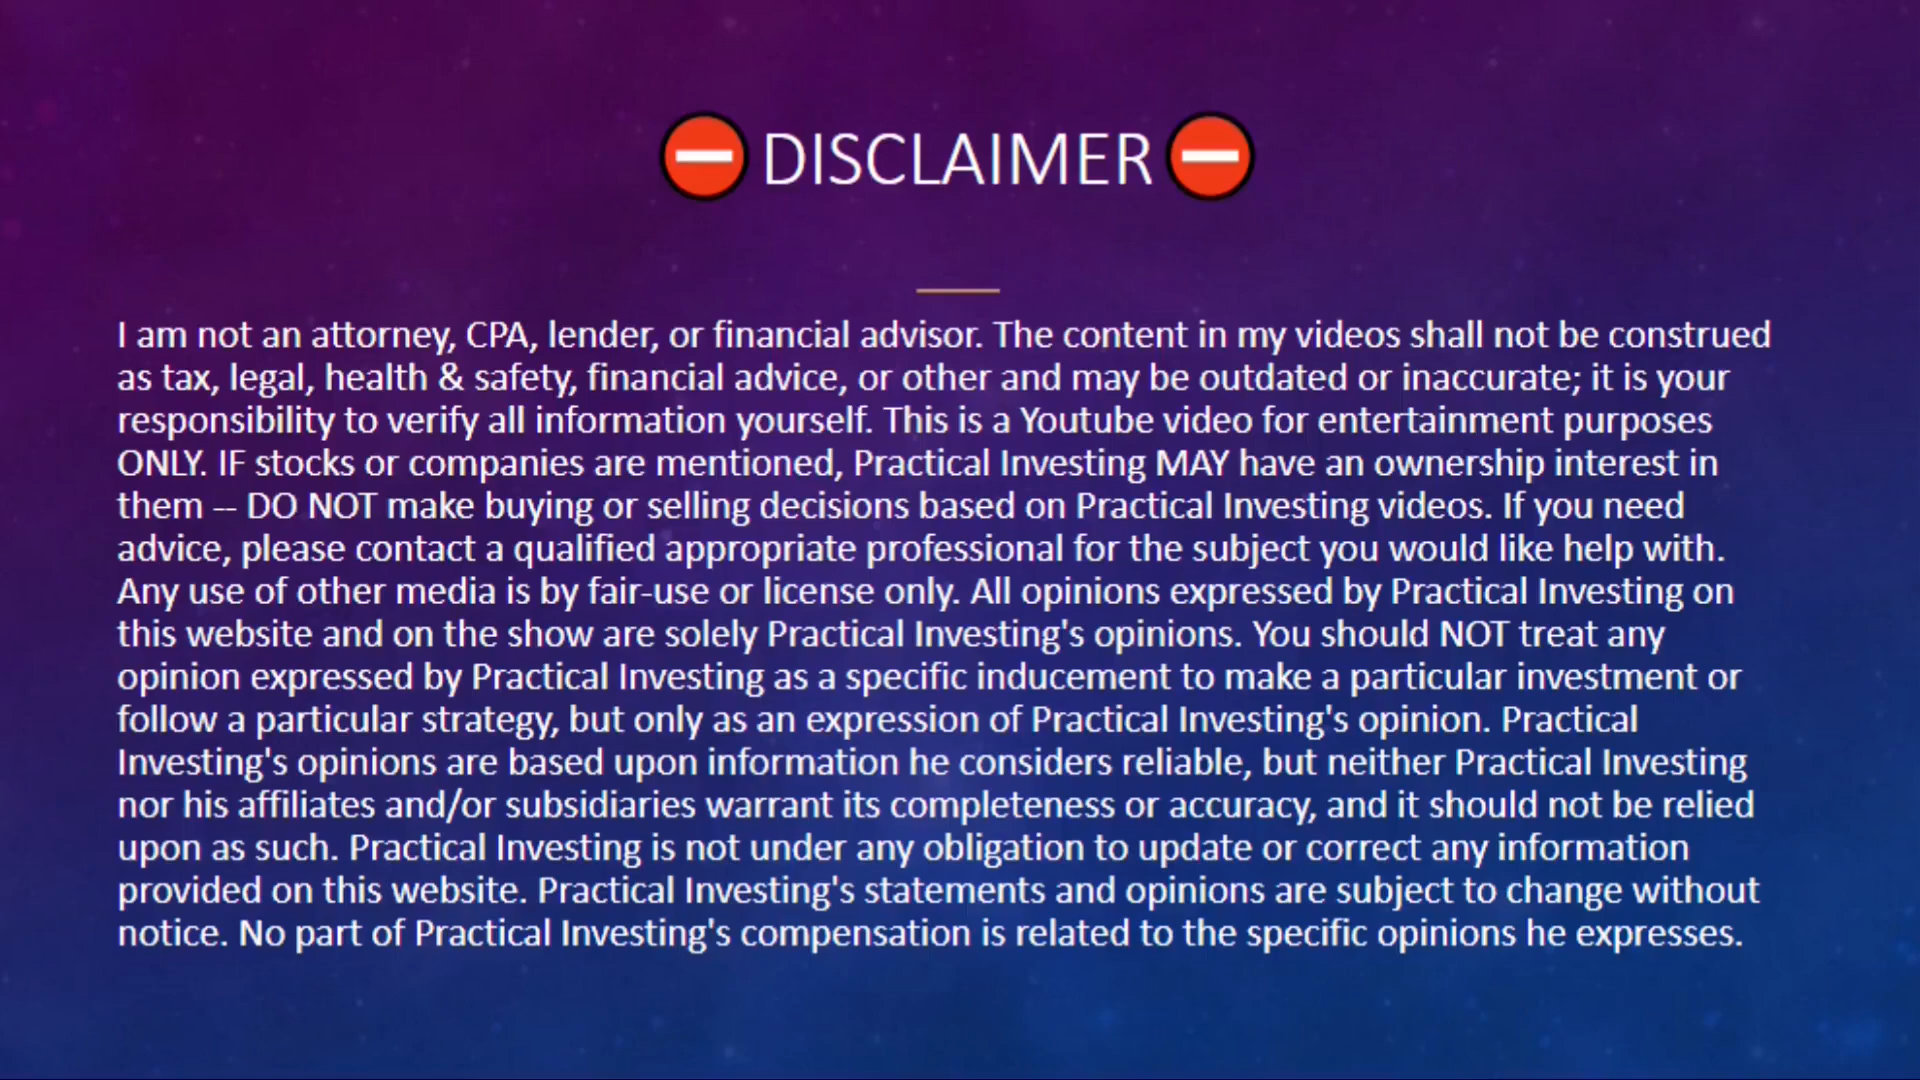 ⛔DISCLAIMER⛔
I am not an attorney, CPA, lender, or financial advisor. The content in my videos shall not be construed
as tax, legal, health & safety, financial advice, or other and may be outdated or inaccurate; it is your
responsibility to verify all information yourself. This is a Youtube video for entertainment purposes
ONLY. IF stocks or companies are mentioned, Practical Investing MAY have an ownership interest in
them -- DO NOT make buying or selling decisions based on Practical Investing videos. If you need
advice, please contact a qualified appropriate professional for the subject you would like help with.
Any use of other media is by fair-use or license only. All opinions expressed by Practical Investing on
this website and on the show are solely Practical Investing's opinions. You should NOT treat any
opinion expressed by Practical Investing as a specific inducement to make a particular investment or
follow a particular strategy, but only as an expression of Practical Investing's opinion. Practical
Investing's opinions are based upon information he considers reliable, but neither Practical Investing
nor his affiliates and/or subsidiaries warrant its completeness or accuracy, and it should not be relied
upon as such. Practical Investing is not under any obligation to update or correct any information
provided on this website. Practical Investing's statements and opinions are subject to change without
notice. No part of Practical Investing's compensation is related to the specific opinions he expresses.